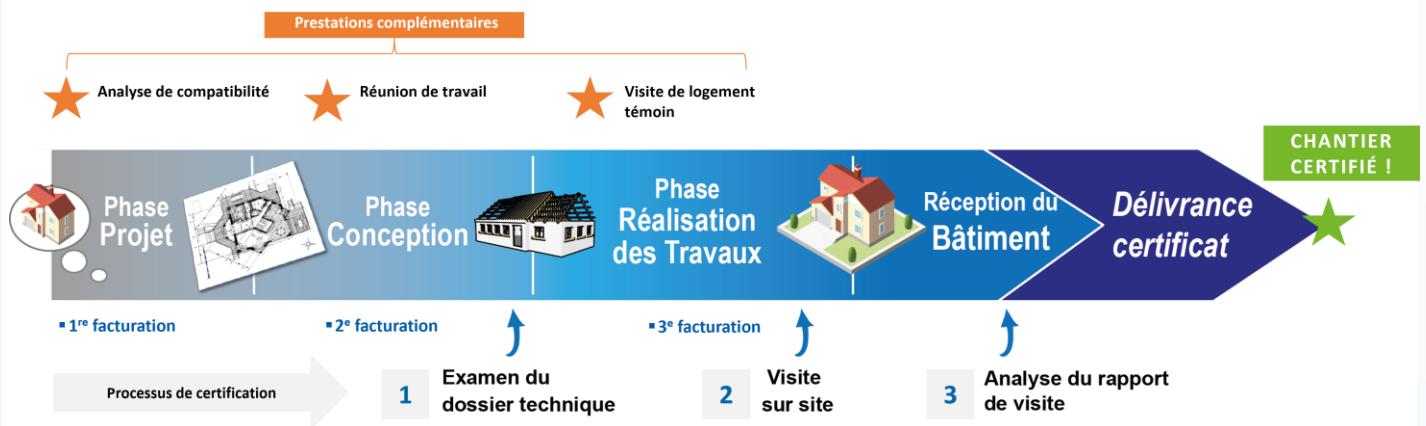 Prestations complémentaires
Analyse de compatibilité
Réunion de travail
Visite de logement
témoin
CHANTIER
CERTIFIÉ !
Phase
Projet
Phase
Conception
Phase
Réalisation
des Travaux
Réception du
Bâtiment
Délivrance
certificat
▪ 1re facturation
▪ 2e facturation
▪ 3e facturation
Processus de certification
1
Examen du
dossier technique
2
Visite
sur site
3
Analyse du rapport
de visite